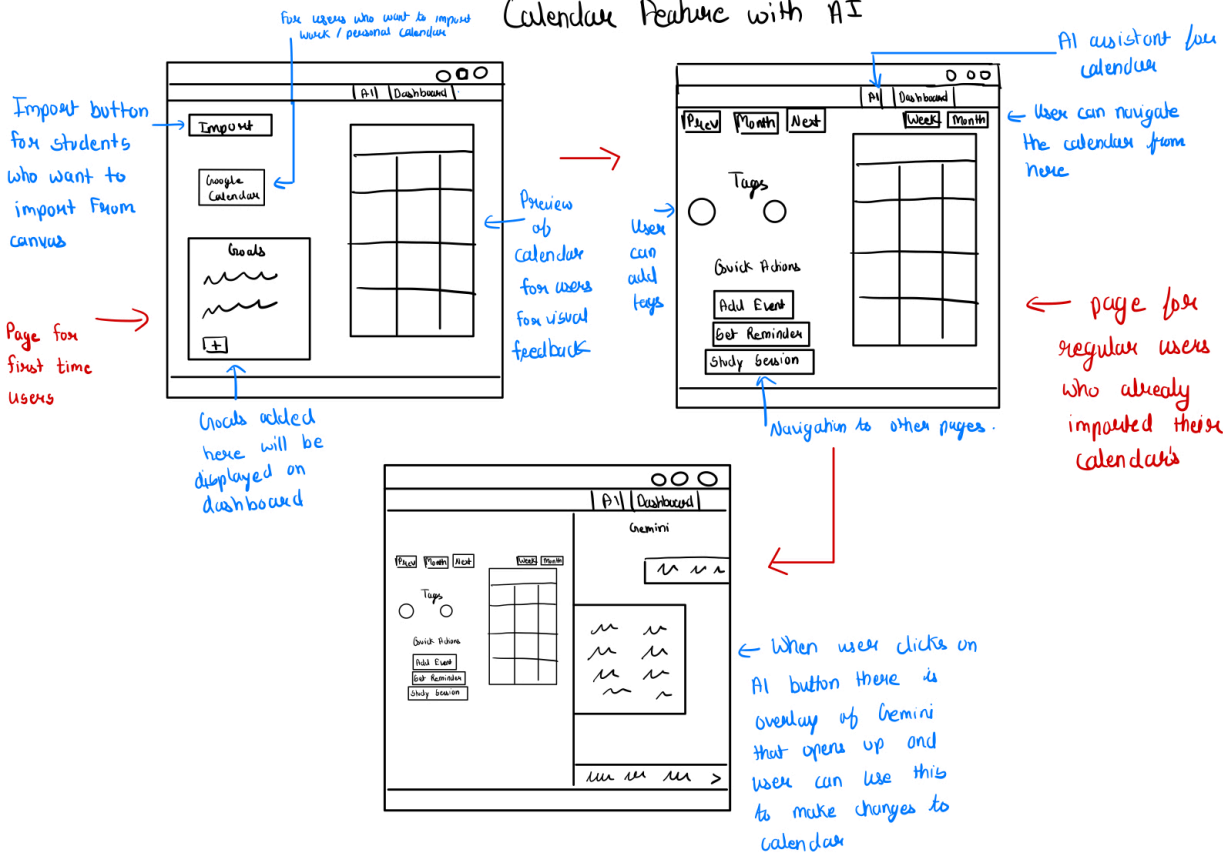 Calendar Feature with AI
For users who want to import
work / personal calendar
Import button
for students
who want to
import from
canvas
AI
Dashboard
Import
Google
Calendar
Goals
+
Page for
first time
users
Goals added
here will be
displayed on
dashboard
Preview
of
calendar
for users
for visual
feedback
AI assistant for
calendar
AI
Dashboard
Prev
Month
Next
Week
Month
User can navigate
the calendar from
here
Tags
User
can
add
tags
Quick Actions
Add Event
Set Reminder
Study Session
Navigation to other pages.
page for
regular users
who already
imported their
calendar's
AI
Dashboard
Gemini
Prev
Month
Next
Week
Month
Tags
Quick Actions
Add Event
Set Reminder
Study Session
>
When user clicks on
AI button there is
overlay of Gemini
that opens up and
user can use this
to make changes to
calendar